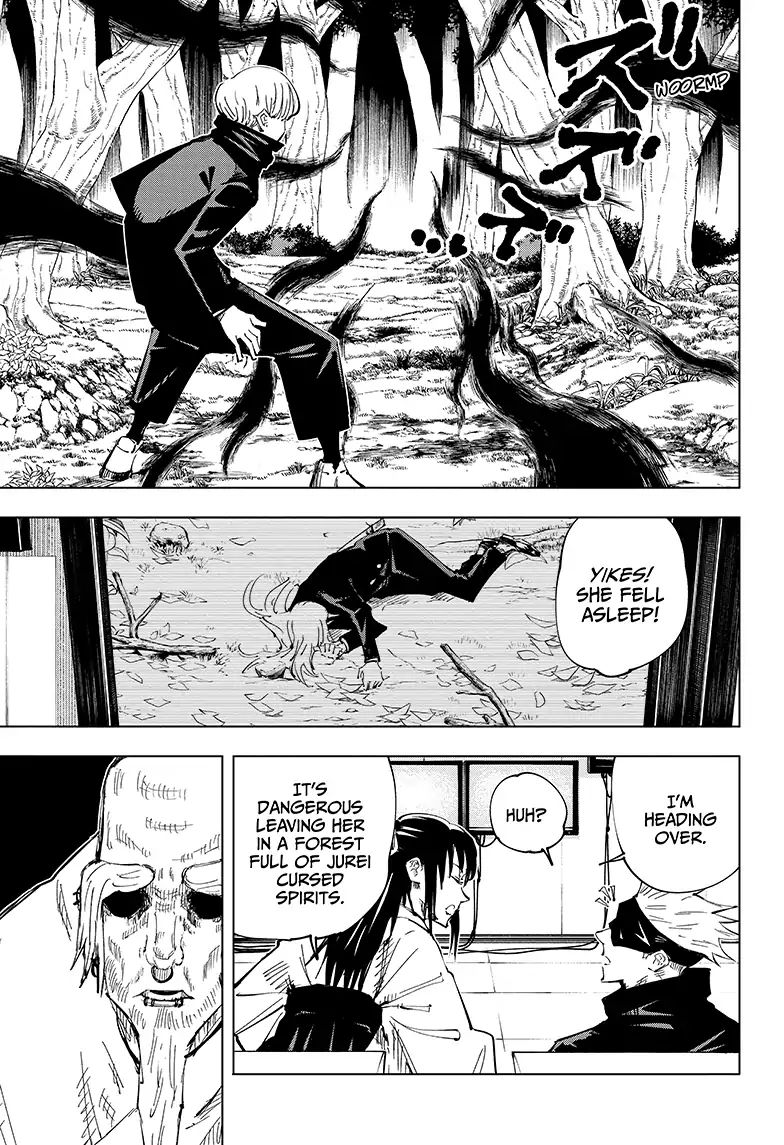 ズズズ...
WOORMP
YIKES!
SHE FELL
ASLEEP!
I'M
HEADING
OVER.
HUH?
IT'S
DANGEROUS
LEAVING HER
IN A FOREST
FULL OF JUREI
CURSED
SPIRITS.